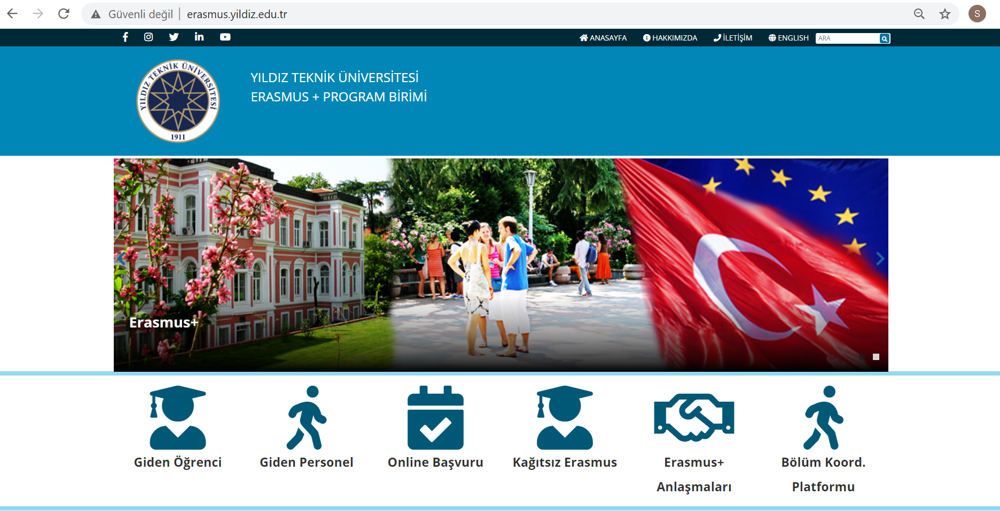 Güvenli değil
erasmus.yildiz.edu.tr
S
ANASAYFA
HAKKIMIZDA
İLETİŞİM
ENGLISH
ARA
YILDIZ TEKNİK ÜNİVERSİTESİ
1911
YILDIZ TEKNİK ÜNİVERSİTESİ
ERASMUS + PROGRAM BİRİMİ
Erasmus+
Giden Öğrenci
Giden Personel
Online Başvuru
Kağıtsız Erasmus
Erasmus+
Anlaşmaları
Bölüm Koord.
Platformu